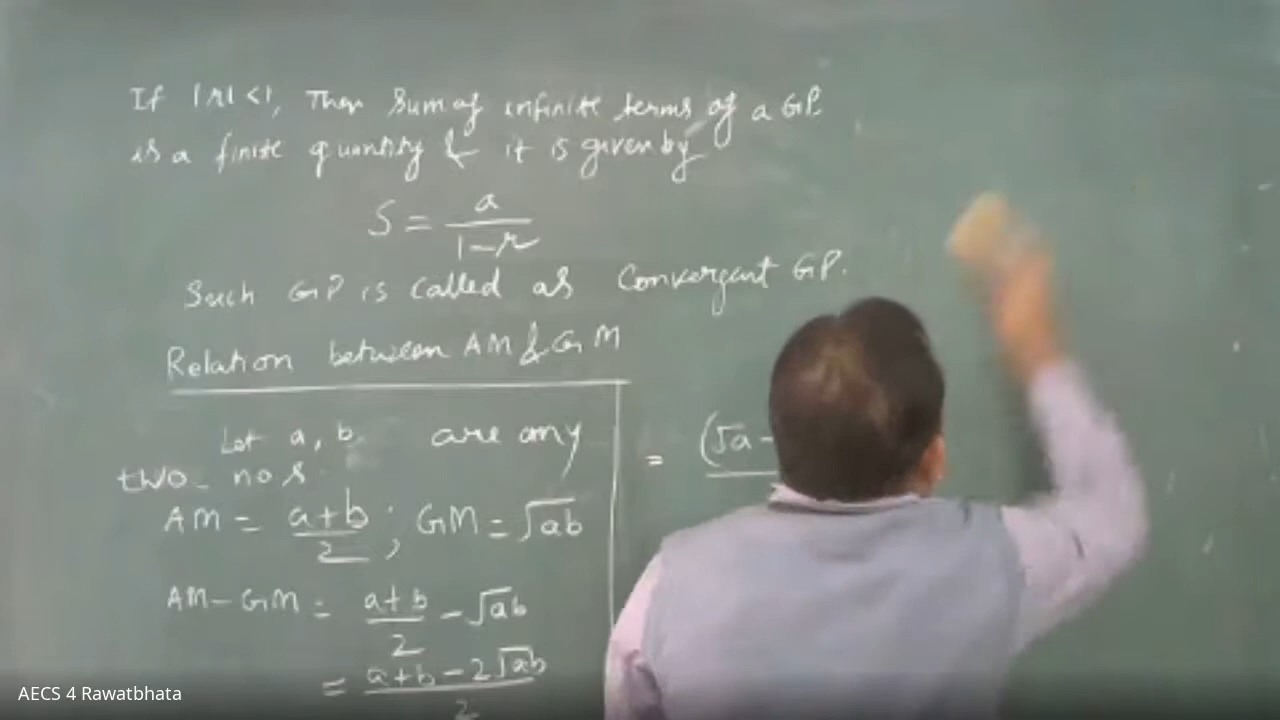 If |r| < 1, Then Sum of infinite terms of a GP
is a finite quantity & it is given by
S = a/(1-r)
Such GP is called as Convergent GP.
Relation between AM & GM
Let a, b are any
two nos
AM = (a+b)/2 ; GM = √ab
AM - GM = (a+b)/2 - √ab
= (a+b-2√ab)/2
= (√a -
AECS 4 Rawatbhata